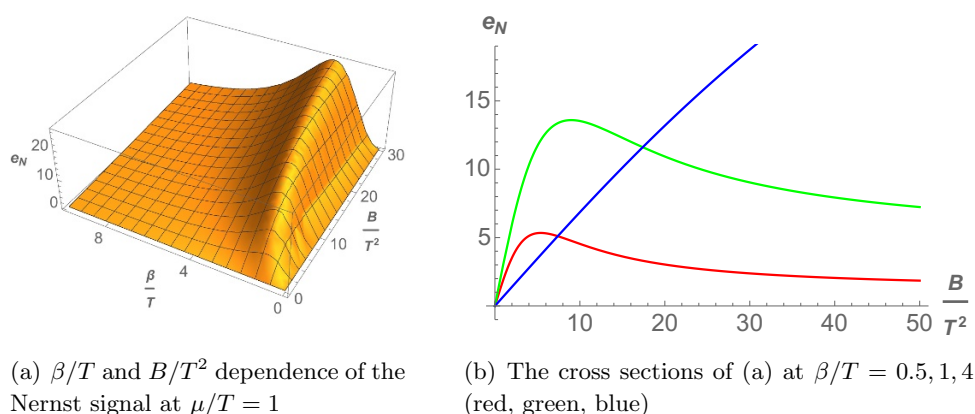 e_N
20
10
0
8
4
0
β/T
0
10
20
30
B/T²
e_N
15
10
5
10 20 30 40 50
B/T²
(a) β/T and B/T² dependence of the
Nernst signal at μ/T = 1
(b) The cross sections of (a) at β/T = 0.5, 1, 4
(red, green, blue)